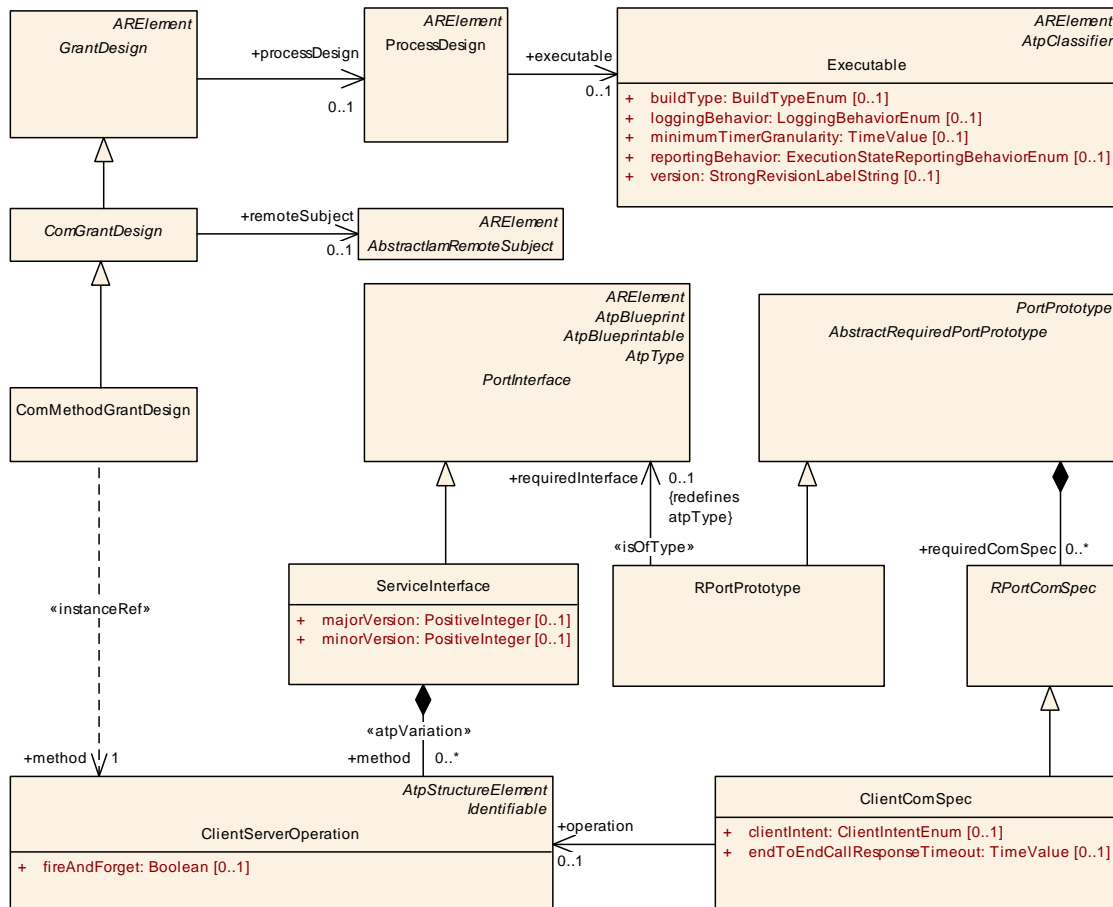 ARElement
GrantDesign
+processDesign
0..1
ARElement
ProcessDesign
+executable
0..1
ARElement
AtpClassifier
Executable
+ buildType: BuildTypeEnum [0..1]
+ loggingBehavior: LoggingBehaviorEnum [0..1]
+ minimumTimerGranularity: TimeValue [0..1]
+ reportingBehavior: ExecutionStateReportingBehaviorEnum [0..1]
+ version: StrongRevisionLabelString [0..1]
ComGrantDesign
+remoteSubject
0..1
ARElement
AbstractIamRemoteSubject
ARElement
AtpBlueprint
AtpBlueprintable
AtpType
PortInterface
PortPrototype
AbstractRequiredPortPrototype
ComMethodGrantDesign
+requiredInterface
0..1
{redefines
atpType}
«isOfType»
+requiredComSpec
0..*
«instanceRef»
ServiceInterface
+ majorVersion: PositiveInteger [0..1]
+ minorVersion: PositiveInteger [0..1]
RPortPrototype
RPortComSpec
«atpVariation»
+method
1
+method
0..*
AtpStructureElement
Identifiable
ClientServerOperation
+ fireAndForget: Boolean [0..1]
+operation
0..1
ClientComSpec
+ clientIntent: ClientIntentEnum [0..1]
+ endToEndCallResponseTimeout: TimeValue [0..1]